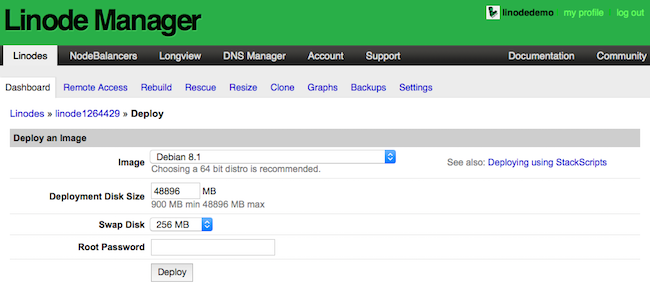 Linode Manager
linodedemo my profile log out
Linodes NodeBalancers Longview DNS Manager Account Support Documentation Community
Dashboard Remote Access Rebuild Rescue Resize Clone Graphs Backups Settings
Linodes » linode1264429 » Deploy
Deploy an Image
Image Debian 8.1
Choosing a 64 bit distro is recommended. See also: Deploying using StackScripts
Deployment Disk Size 48896 MB
900 MB min 48896 MB max
Swap Disk 256 MB
Root Password
Deploy